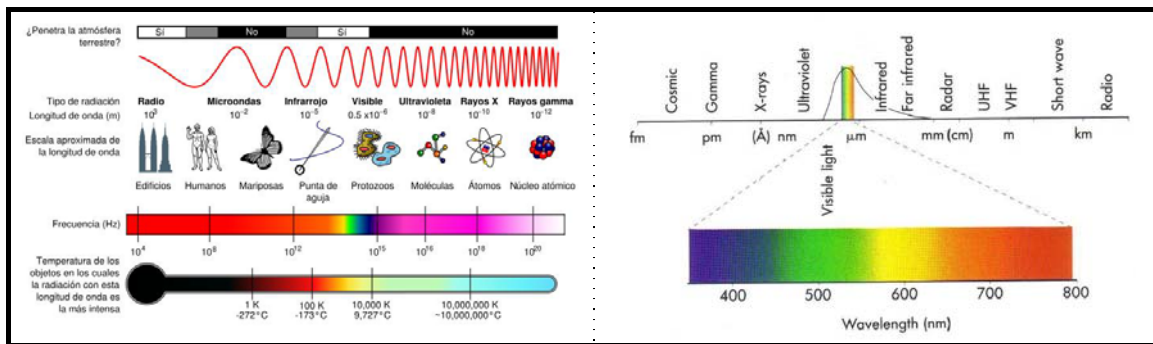 ¿Penetra la atmósfera
terrestre?
Sí
No
Sí
No
Tipo de radiación
Radio
Microondas
Infrarrojo
Visible
Ultravioleta
Rayos X
Rayos gamma
Longitud de onda (m)
10³
10⁻²
10⁻⁵
0.5 x10⁻⁶
10⁻⁸
10⁻¹⁰
10⁻¹²
Escala aproximada de
la longitud de onda
Edificios
Humanos
Mariposas
Punta de
aguja
Protozoos
Moléculas
Átomos
Núcleo atómico
Frecuencia (Hz)
10⁴
10⁸
10¹²
10¹⁵
10¹⁶
10¹⁸
10²⁰
Temperatura de los
objetos en los cuales
la radiación con esta
longitud de onda es
la más intensa
1 K
-272°C
100 K
-173°C
10,000 K
9,727°C
10,000,000 K
~10,000,000°C
Cosmic
Gamma
X-rays
Ultraviolet
Infrared
Far infrared
Radar
UHF
VHF
Short wave
Radio
fm
pm
(Å)
nm
µm
mm
(cm)
m
km
Visible light
400
500
600
700
800
Wavelength (nm)